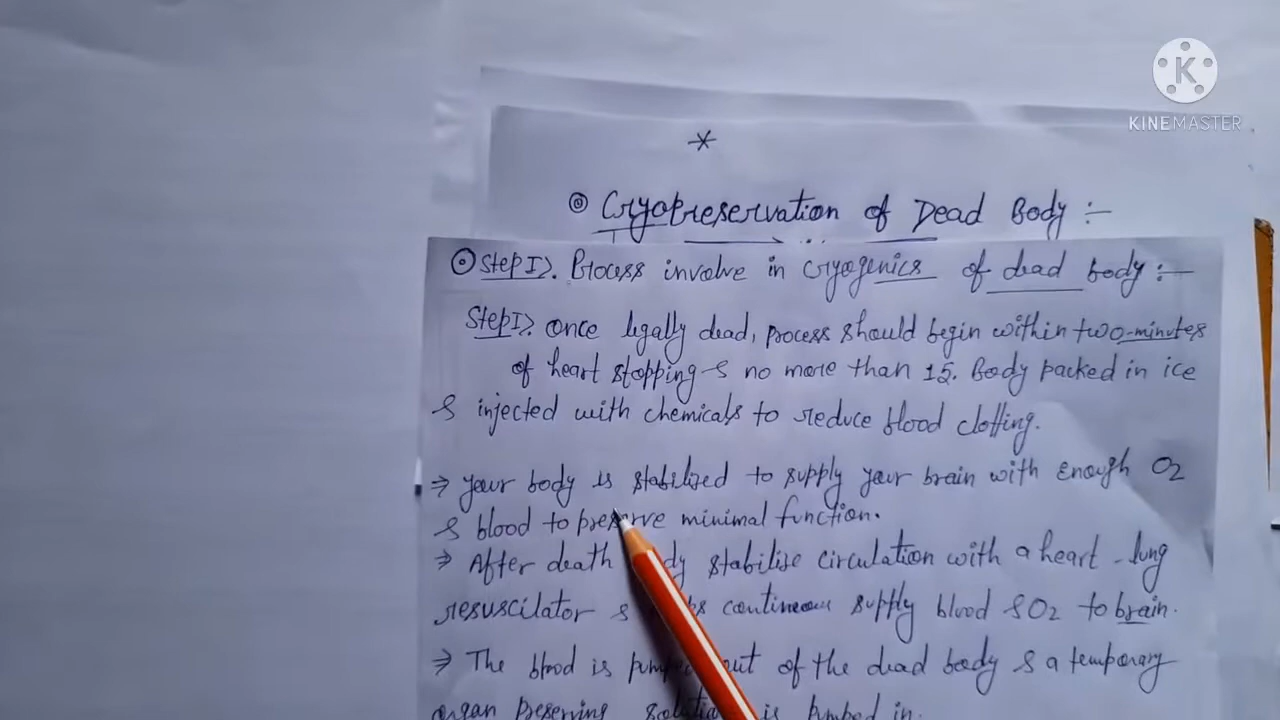 K
KINEMASTER
*
Cryopreservation of Dead Body :-
Step I>. Process involve in cryogenics of dead body :-
Step I> Once legally dead, process should begin within two-minutes
of heart stopping & no more than 15. Body packed in ice
& injected with chemicals to reduce blood clotting.
⇒ Your body is stabilized to supply your brain with enough O2
& blood to preserve minimal function.
⇒ After death stabilise circulation with a heart-lung
resuscilator & contineous supply blood & O2 to brain.
⇒ The blood is out of the dead body & a temporary
organ preserving is pumped in.